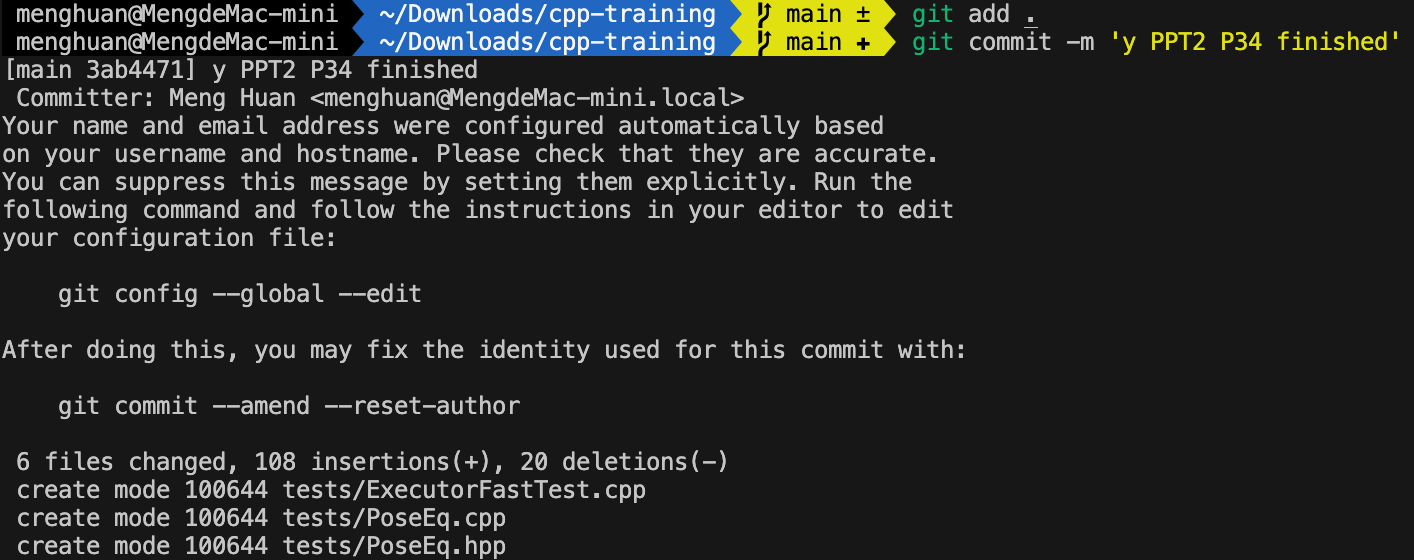 menghuan@MengdeMac-mini ~/Downloads/cpp-training main ± git add .
menghuan@MengdeMac-mini ~/Downloads/cpp-training main + git commit -m 'y PPT2 P34 finished'
[main 3ab4471] y PPT2 P34 finished
Committer: Meng Huan <menghuan@MengdeMac-mini.local>
Your name and email address were configured automatically based
on your username and hostname. Please check that they are accurate.
You can suppress this message by setting them explicitly. Run the
following command and follow the instructions in your editor to edit
your configuration file:
git config --global --edit
After doing this, you may fix the identity used for this commit with:
git commit --amend --reset-author
6 files changed, 108 insertions(+), 20 deletions(-)
create mode 100644 tests/ExecutorFastTest.cpp
create mode 100644 tests/PoseEq.cpp
create mode 100644 tests/PoseEq.hpp